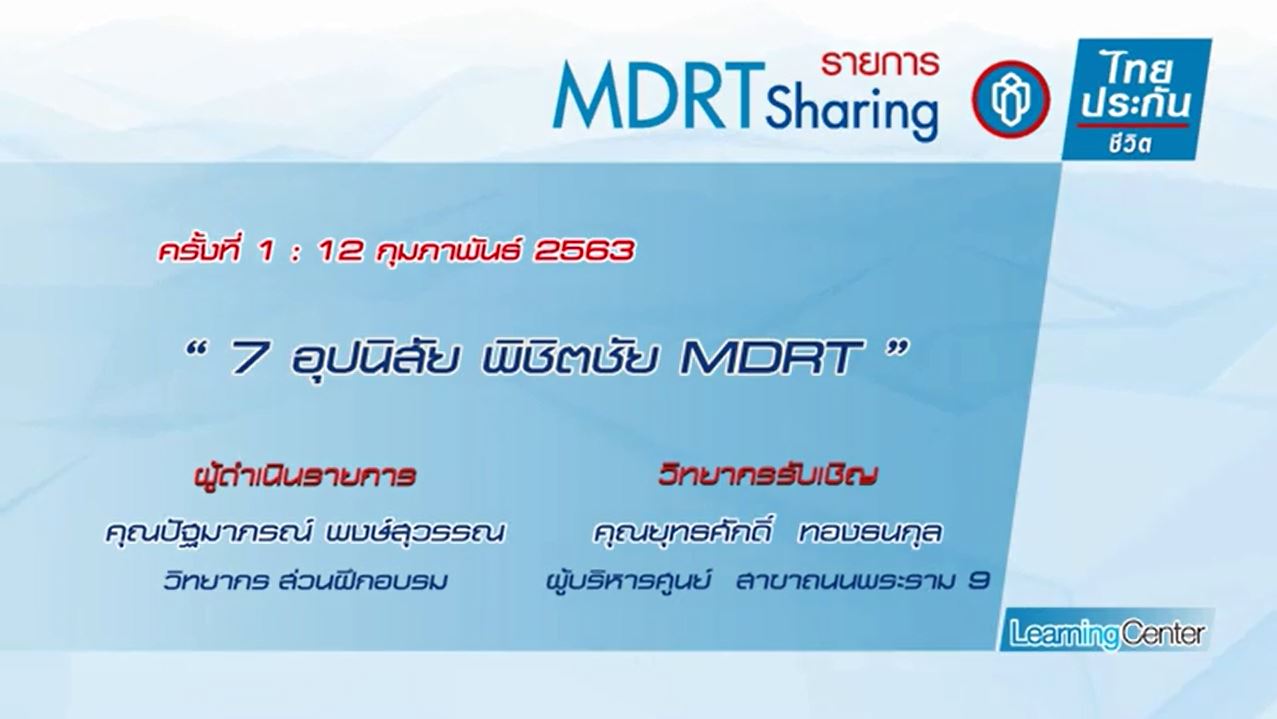 รายการ
MDRT Sharing
ไทย
ประกัน
ชีวิต
ครั้งที่ 1 : 12 กุมภาพันธ์ 2563
“ 7 อุปนิสัย พิชิตชัย MDRT ”
ผู้ดำเนินรายการ
คุณปัฐมาภรณ์ พงษ์สุวรรณ
วิทยากร ส่วนฝึกอบรม
วิทยากรรับเชิญ
คุณยุทธศักดิ์ ทองธนกุล
ผู้บริหารศูนย์ สาขาถนนพระราม 9
Learning Center